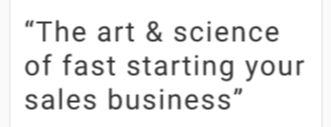 “The art & science
of fast starting your
sales business”